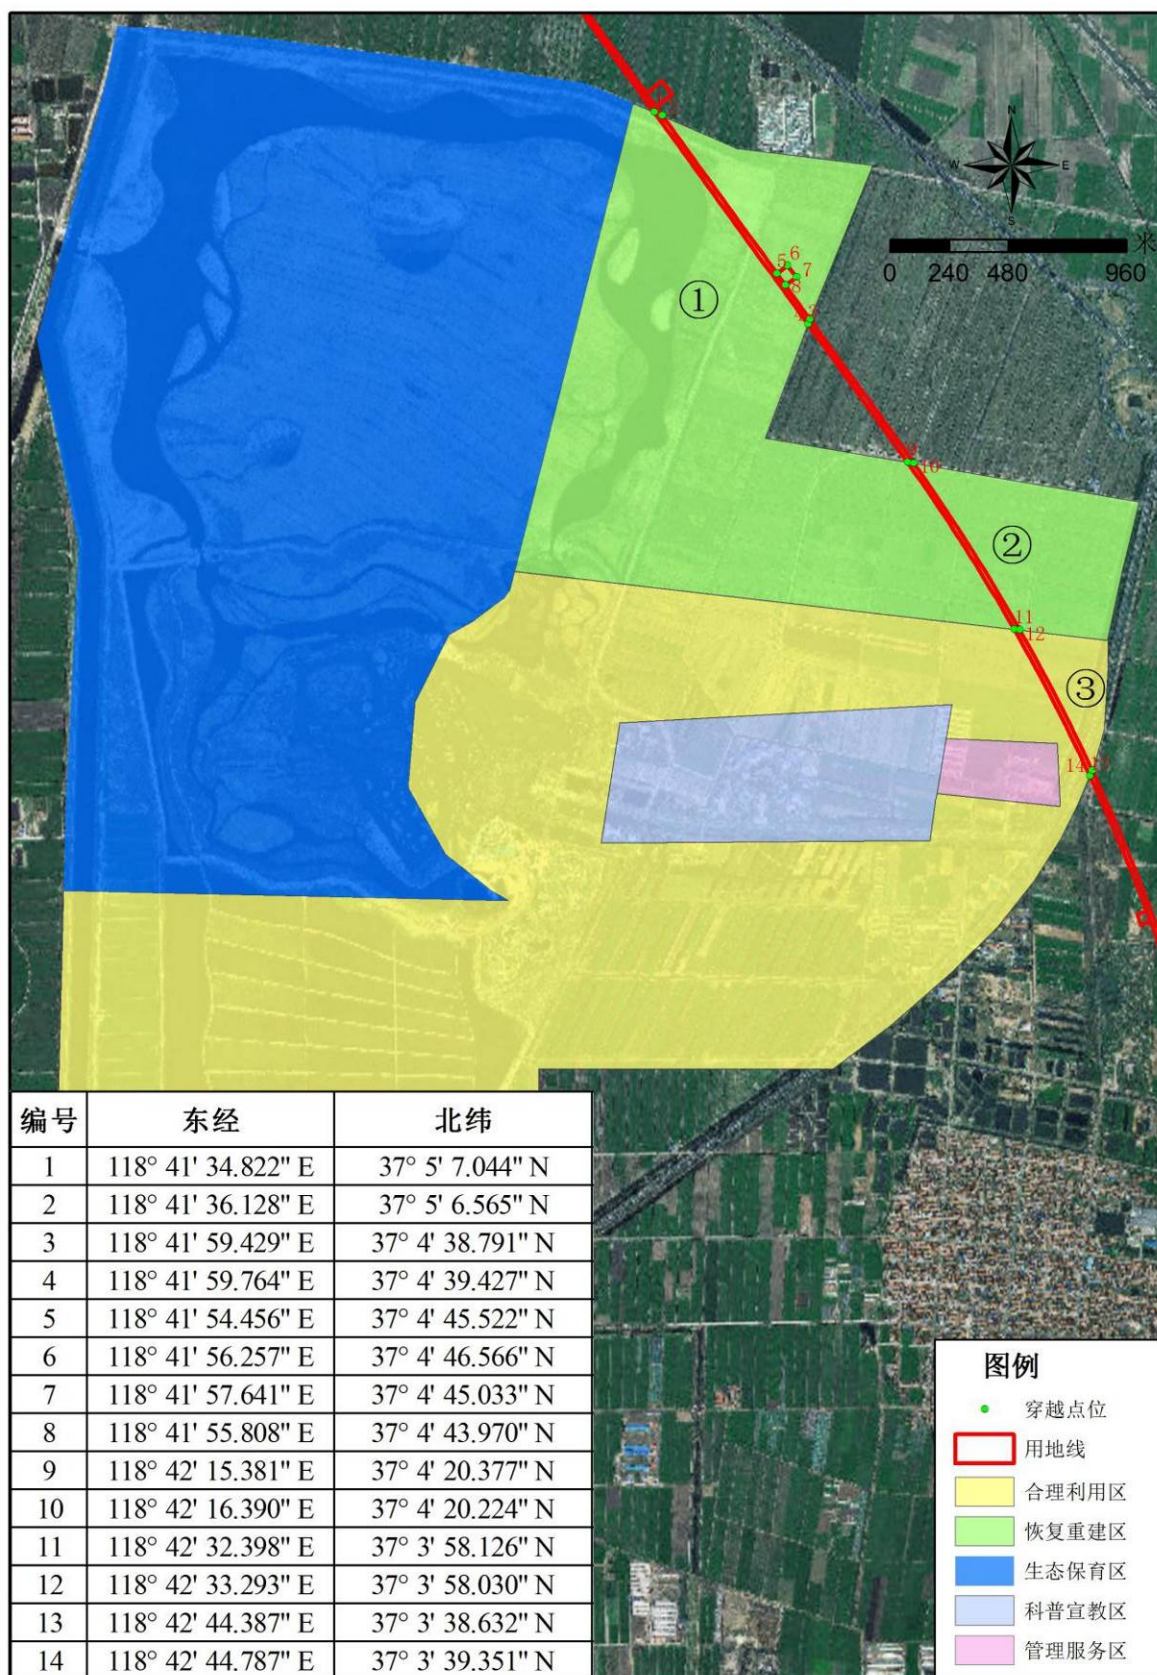 N
W E
S
米
0 240 480 960
6
5 7
8
①
10
②
11
12
③
14
编号 东经 北纬
1 118° 41' 34.822" E 37° 5' 7.044" N
2 118° 41' 36.128" E 37° 5' 6.565" N
3 118° 41' 59.429" E 37° 4' 38.791" N
4 118° 41' 59.764" E 37° 4' 39.427" N
5 118° 41' 54.456" E 37° 4' 45.522" N
6 118° 41' 56.257" E 37° 4' 46.566" N
7 118° 41' 57.641" E 37° 4' 45.033" N
8 118° 41' 55.808" E 37° 4' 43.970" N
9 118° 42' 15.381" E 37° 4' 20.377" N
10 118° 42' 16.390" E 37° 4' 20.224" N
11 118° 42' 32.398" E 37° 3' 58.126" N
12 118° 42' 33.293" E 37° 3' 58.030" N
13 118° 42' 44.387" E 37° 3' 38.632" N
14 118° 42' 44.787" E 37° 3' 39.351" N
图例
穿越点位
用地线
合理利用区
恢复重建区
生态保育区
科普宣教区
管理服务区